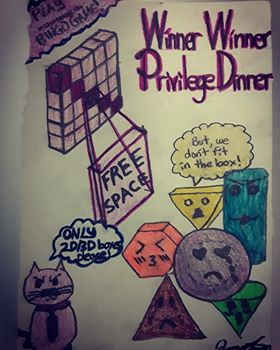 PLAY
BINGO GAME!
Winner Winner
Privilege Dinner
But, we
don't fit
in the box!
FREE
SPACE
ONLY
2D/3D boxes
please!